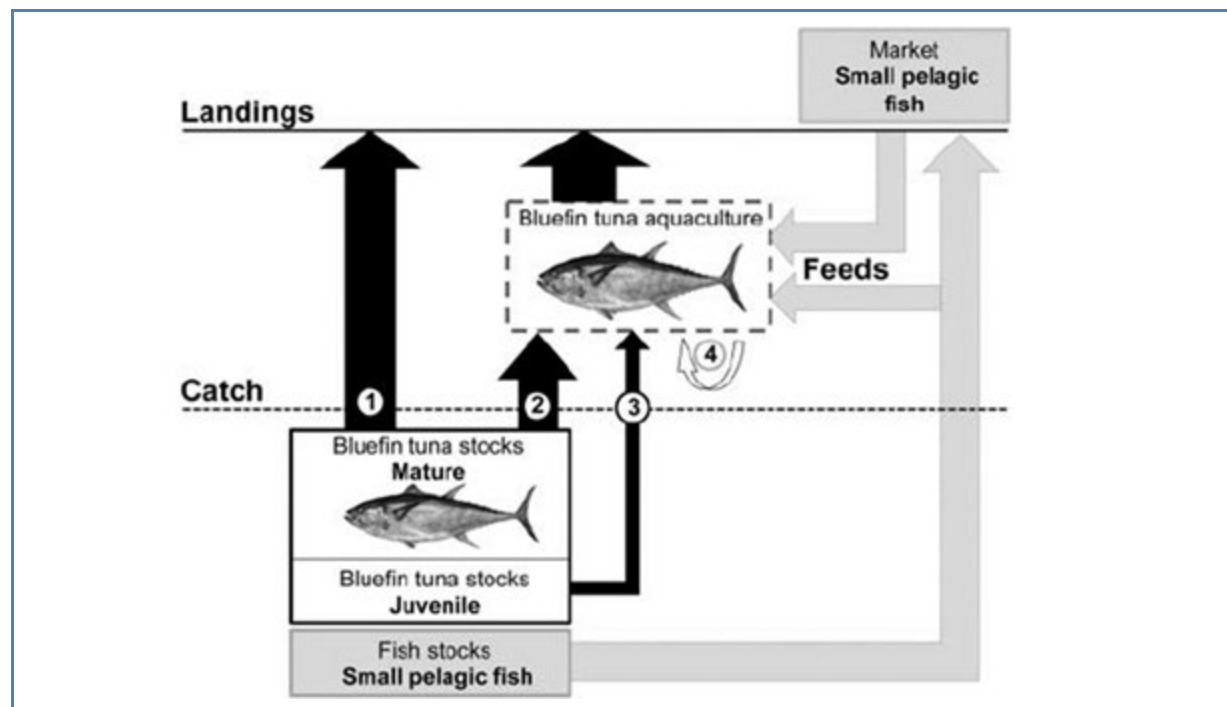 Market
Small pelagic
fish
Landings
Bluefin tuna aquaculture
Feeds
4
Catch
1
2
3
Bluefin tuna stocks
Mature
Bluefin tuna stocks
Juvenile
Fish stocks
Small pelagic fish